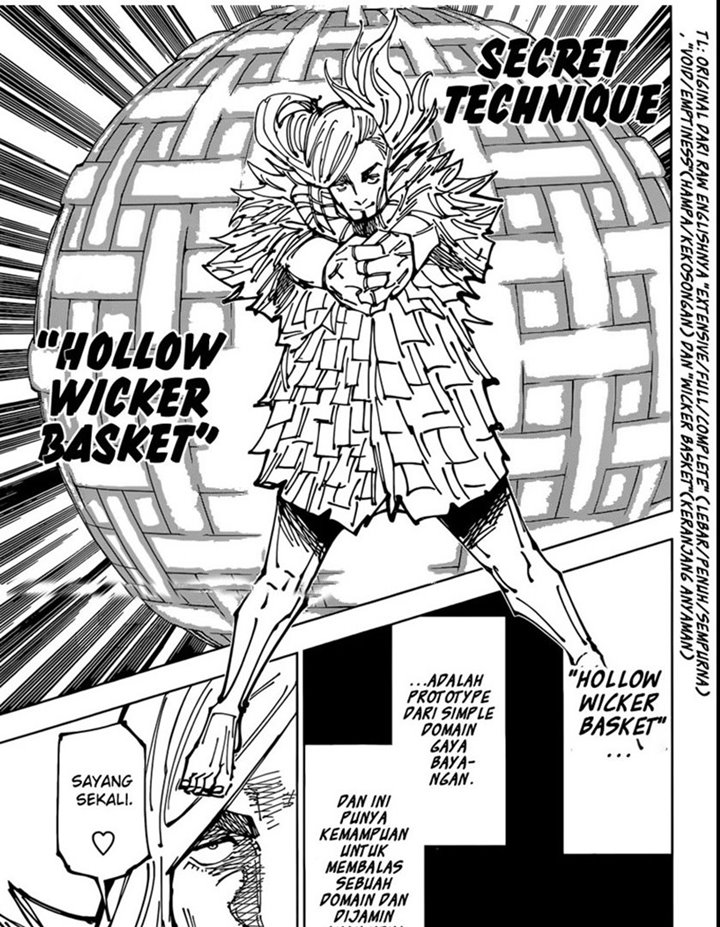 SECRET
TECHNIQUE
"HOLLOW
WICKER
BASKET"
TL: ORIGINAL DARI RAW ENGLISHNYA "EXTENSIVE/FULL/COMPLETE" (LEBAR/PENUH/SEMPURNA)
, "VOID/EMPTINESS"(HAMPA/KEKOSONGAN) DAN "WICKER BASKET"(KERANJANG ANYAMAN)
"HOLLOW
WICKER
BASKET"
...
...ADALAH
PROTOTYPE
DARI SIMPLE
DOMAIN
GAYA
BAYA-
NGAN.
DAN INI
PUNYA
KEMAMPUAN
UNTUK
MEMBALAS
SEBUAH
DOMAIN DAN
DIJAMIN
SAYANG
SEKALI.
♡